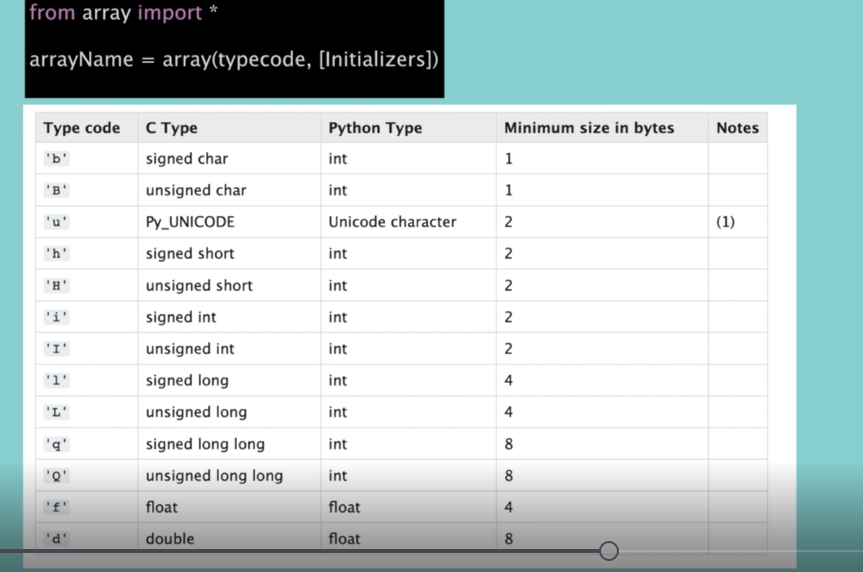 from array import *
arrayName = array(typecode, [Initializers])
Type code C Type Python Type Minimum size in bytes Notes
'b' signed char int 1
'B' unsigned char int 1
'u' Py_UNICODE Unicode character 2 (1)
'h' signed short int 2
'H' unsigned short int 2
'i' signed int int 2
'I' unsigned int int 2
'l' signed long int 4
'L' unsigned long int 4
'q' signed long long int 8
'Q' unsigned long long int 8
'f' float float 4
'd' double float 8